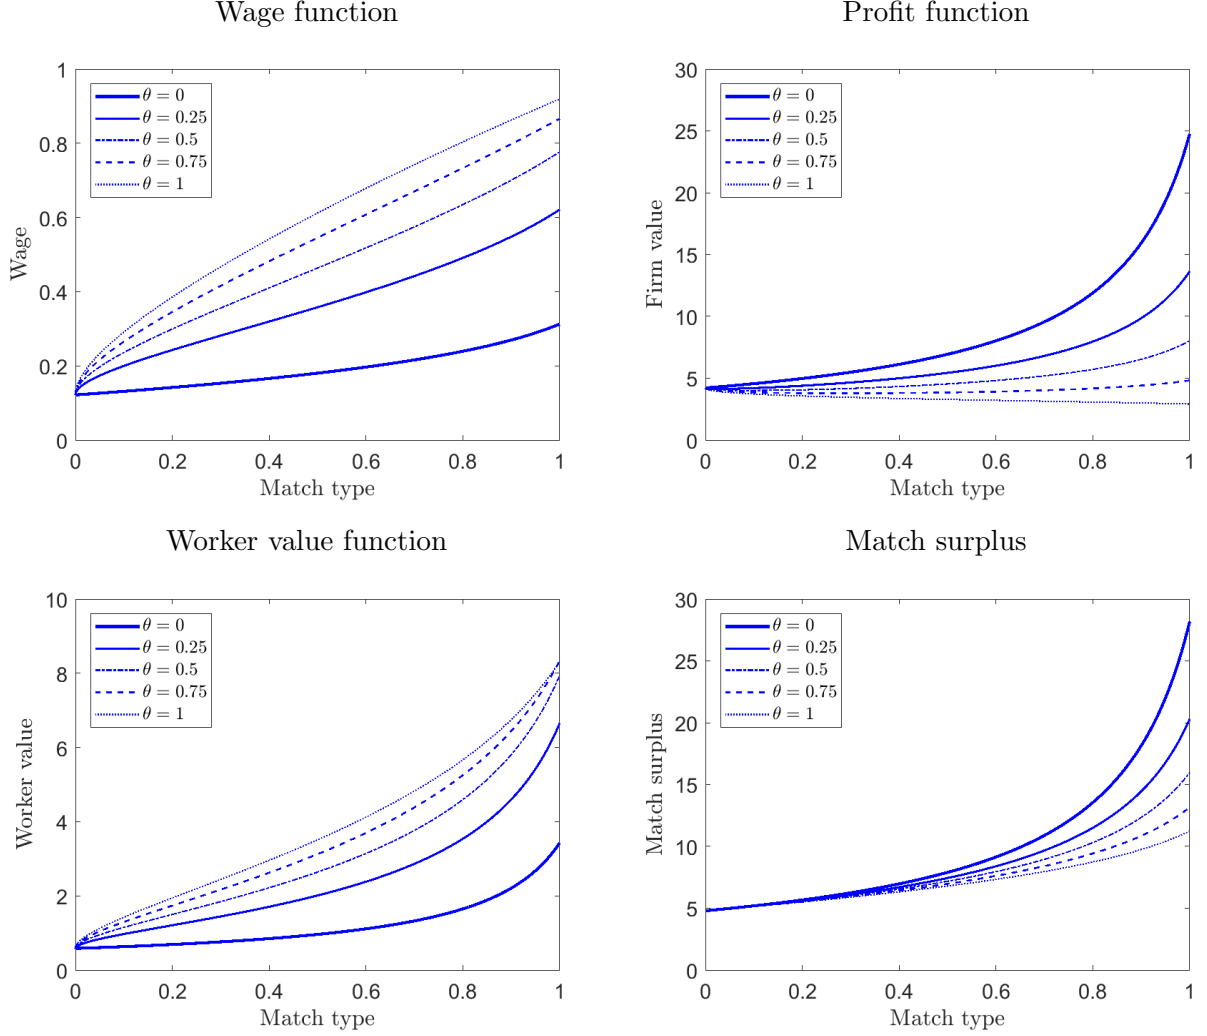 Wage function
1
0.8
0.6
0.4
0.2
0
0 0.2 0.4 0.6 0.8 1
Wage
Match type
θ = 0
θ = 0.25
θ = 0.5
θ = 0.75
θ = 1
Profit function
30
25
20
15
10
5
0
0 0.2 0.4 0.6 0.8 1
Firm value
Match type
θ = 0
θ = 0.25
θ = 0.5
θ = 0.75
θ = 1
Worker value function
10
8
6
4
2
0
0 0.2 0.4 0.6 0.8 1
Worker value
Match type
θ = 0
θ = 0.25
θ = 0.5
θ = 0.75
θ = 1
Match surplus
30
25
20
15
10
5
0
0 0.2 0.4 0.6 0.8 1
Match surplus
Match type
θ = 0
θ = 0.25
θ = 0.5
θ = 0.75
θ = 1